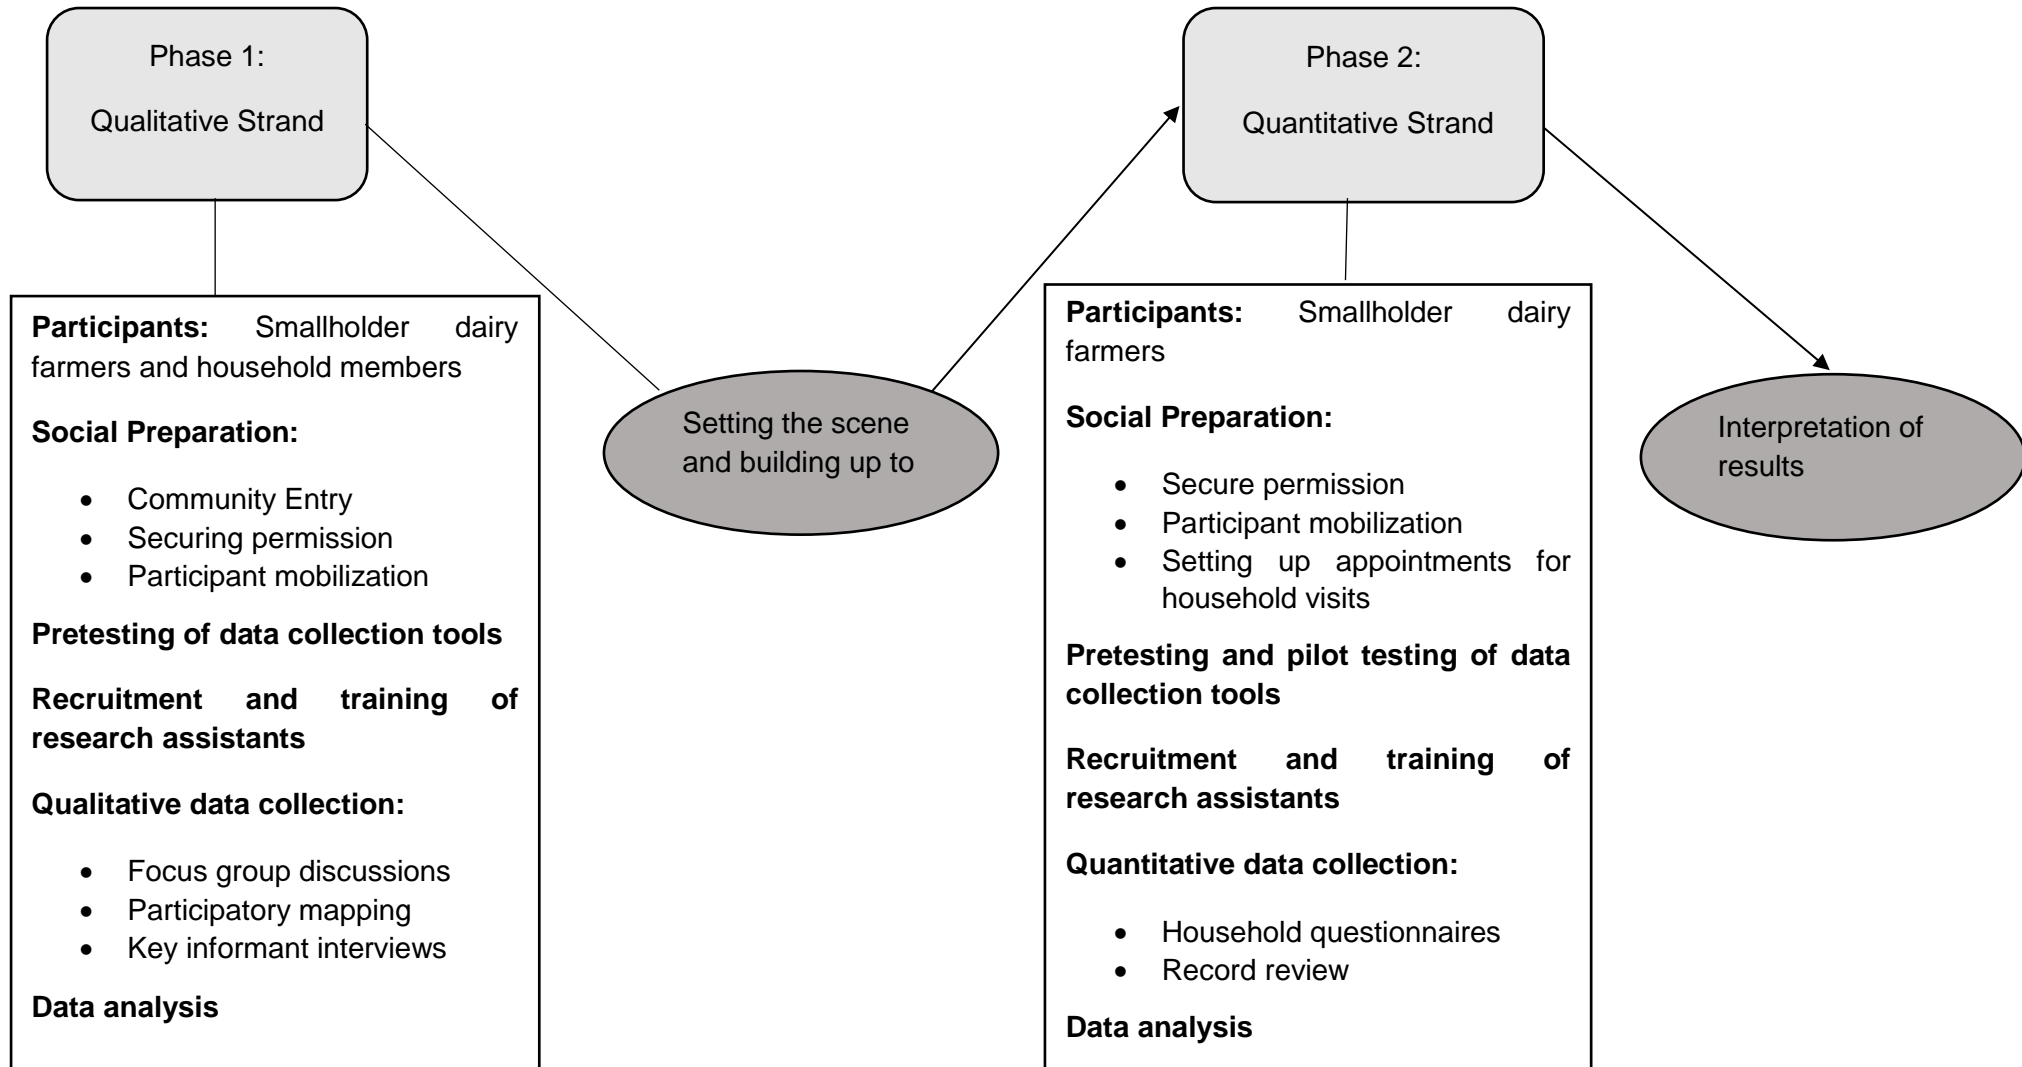 Phase 1:
Qualitative Strand
Participants: Smallholder dairy
farmers and household members
Social Preparation:
• Community Entry
• Securing permission
• Participant mobilization
Pretesting of data collection tools
Recruitment and training of
research assistants
Qualitative data collection:
• Focus group discussions
• Participatory mapping
• Key informant interviews
Data analysis
Setting the scene
and building up to
Phase 2:
Quantitative Strand
Participants: Smallholder dairy
farmers
Social Preparation:
• Secure permission
• Participant mobilization
• Setting up appointments for
household visits
Pretesting and pilot testing of data
collection tools
Recruitment and training of
research assistants
Quantitative data collection:
• Household questionnaires
• Record review
Data analysis
Interpretation of
results